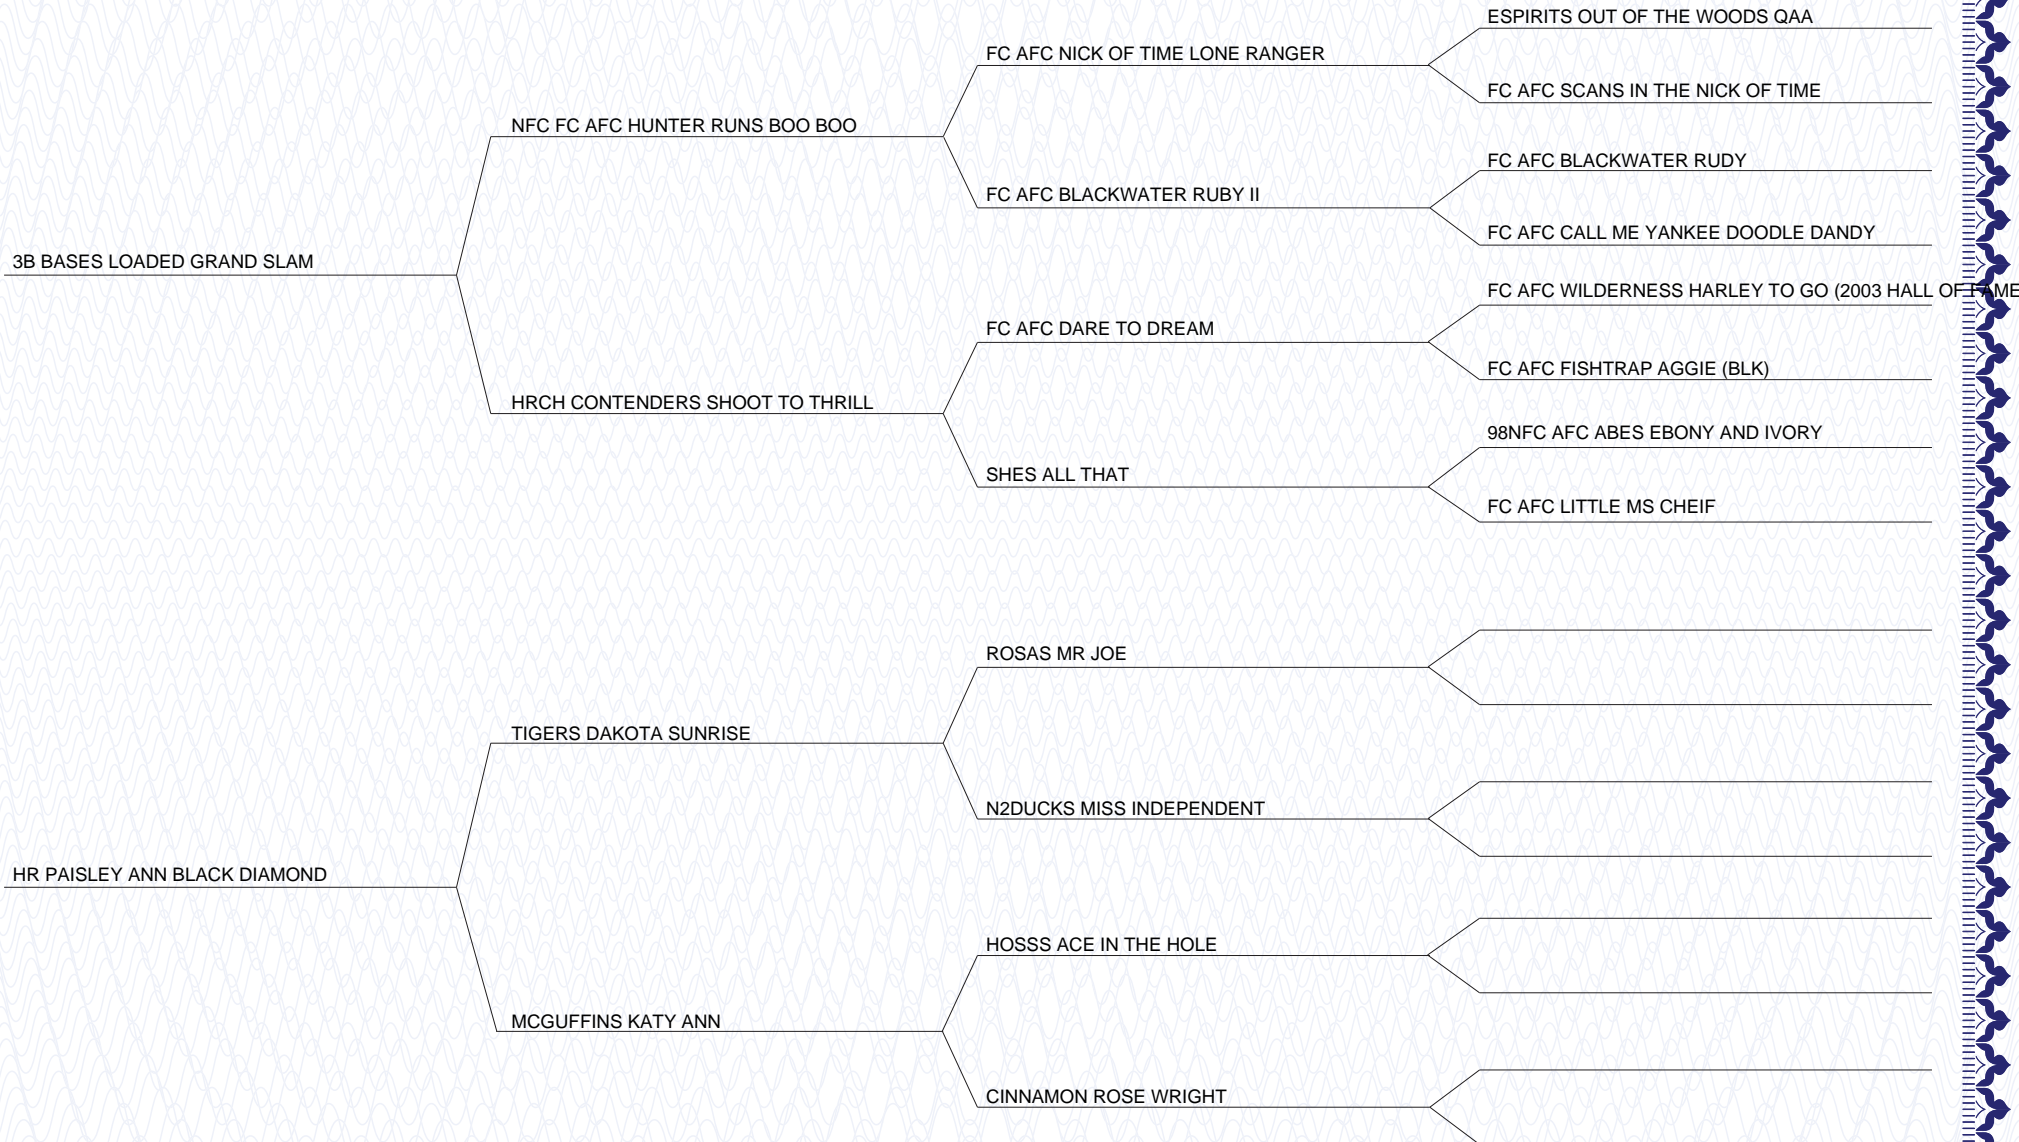 ESPIRITS OUT OF THE WOODS QAA
FC AFC NICK OF TIME LONE RANGER
FC AFC SCANS IN THE NICK OF TIME
NFC FC AFC HUNTER RUNS BOO BOO
FC AFC BLACKWATER RUDY
FC AFC BLACKWATER RUBY II
FC AFC CALL ME YANKEE DOODLE DANDY
3B BASES LOADED GRAND SLAM
FC AFC WILDERNESS HARLEY TO GO (2003 HALL OF FAME
FC AFC DARE TO DREAM
FC AFC FISHTRAP AGGIE (BLK)
HRCH CONTENDERS SHOOT TO THRILL
98NFC AFC ABES EBONY AND IVORY
SHES ALL THAT
FC AFC LITTLE MS CHEIF
ROSAS MR JOE
TIGERS DAKOTA SUNRISE
N2DUCKS MISS INDEPENDENT
HR PAISLEY ANN BLACK DIAMOND
HOSSS ACE IN THE HOLE
MCGUFFINS KATY ANN
CINNAMON ROSE WRIGHT